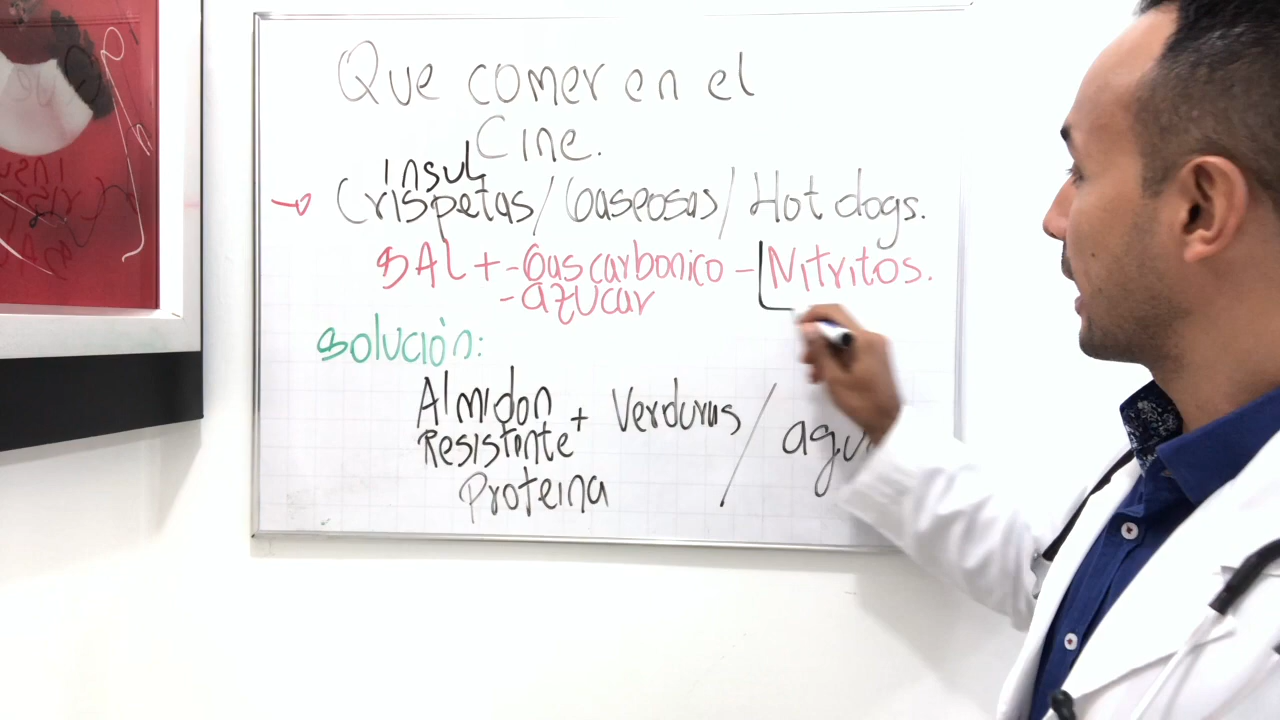 Que comer en el
Cine.
insul
Crispetas / Gaseosas / Hot dogs.
SAL + - Gas carbonico - Nitritos.
- azucar
Solución:
Almidon + Verduras / agu
Resistente
Proteina